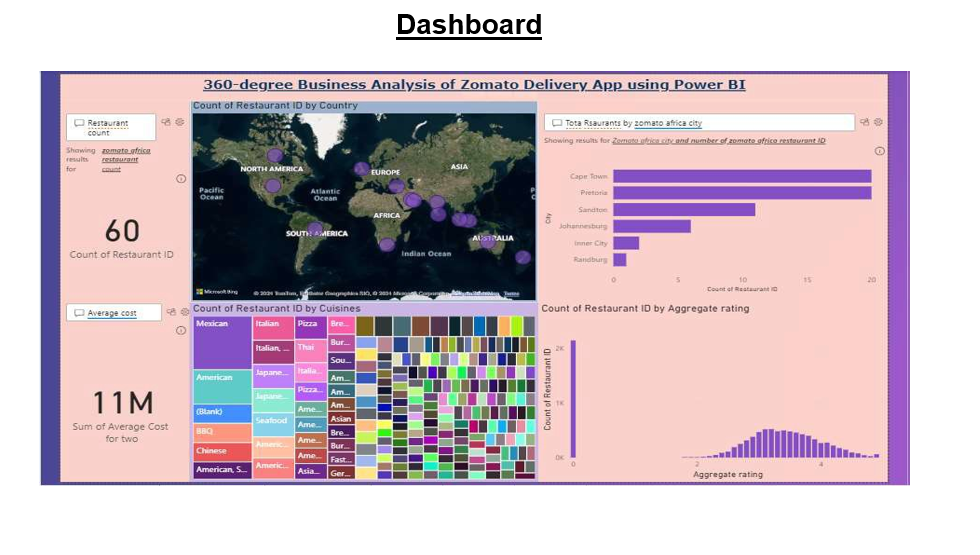 Dashboard
360-degree Business Analysis of Zomato Delivery App using Power BI
Restaurant
count
Showing
results
for
zomato africa
restaurant
count
60
Count of Restaurant ID
Count of Restaurant ID by Country
NORTH AMERICA
EUROPE
ASIA
Pacific
Ocean
Atlantic
Ocean
AFRICA
SOUTH AMERICA
AUSTRALIA
Indian Ocean
P
O
Microsoft Bing
Terms
Tota Rsaurants by zomato africa city
Showing results for Zomato africa city and number of zomato africa restaurant ID
City
Cape Town
Pretoria
Sandton
Johannesburg
Inner City
Randburg
0
5
10
15
20
Count of Restaurant ID
Average cost
11M
Sum of Average Cost
for two
Count of Restaurant ID by Cuisines
Mexican
American
(Blank)
BBQ
Chinese
American, S...
Italian
Italian, ...
Japane...
Japane...
Seafood
Americ...
Americ...
Pizza
Thai
Italia...
Pizza...
Ame...
Ame...
Ame...
Ame...
Asia...
Bre...
Bur...
Sou...
Am...
Am...
Am...
Asian
Bre...
Bur...
Fast...
Ger...
Count of Restaurant ID by Aggregate rating
Count of Restaurant ID
2K
1K
0K
0
2
4
Aggregate rating